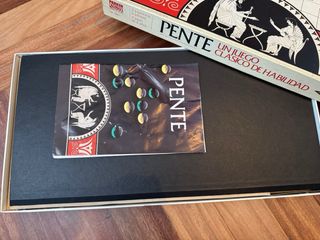 PENTE
UN JUEGO
CLASICO DE HABILIDAD
PENTE